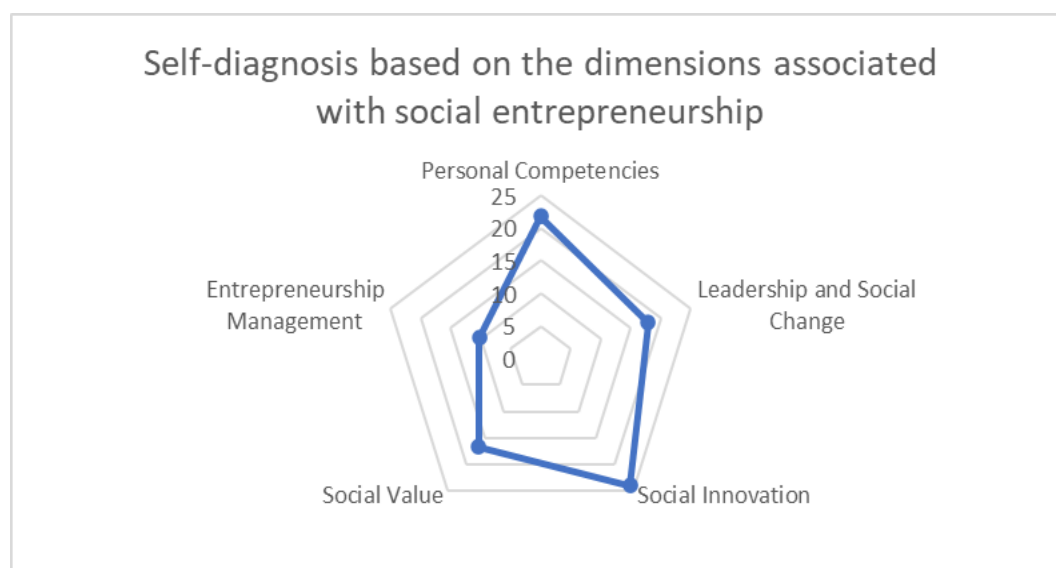 Self-diagnosis based on the dimensions associated
with social entrepreneurship
Personal Competencies
25
20
15
10
5
0
Entrepreneurship
Management
Leadership and Social
Change
Social Value
Social Innovation